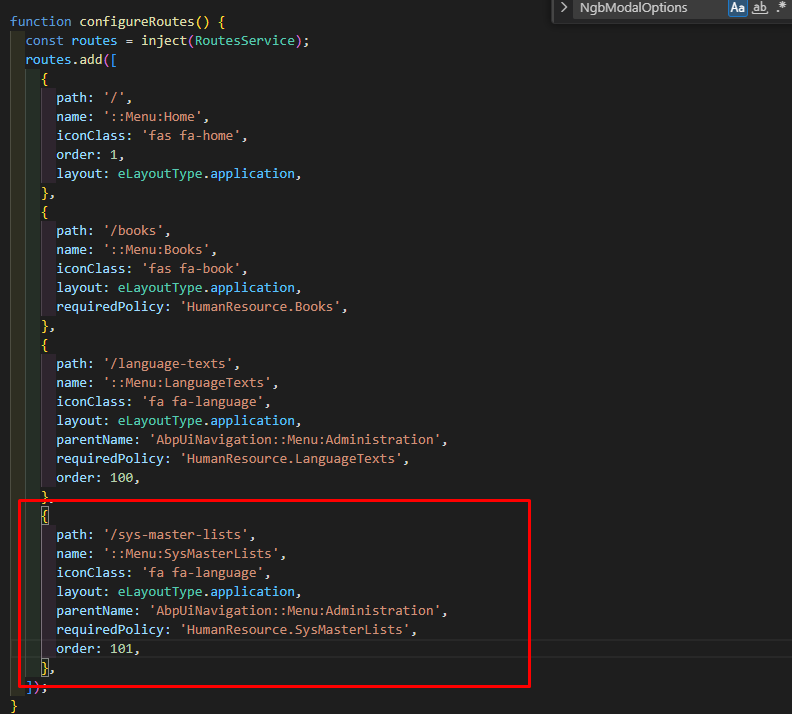 function configureRoutes() {
NgbModalOptions
Aa
ab
.*
const routes = inject(RoutesService);
routes.add([
{
path: '/',
name: '::Menu:Home',
iconClass: 'fas fa-home',
order: 1,
layout: eLayoutType.application,
},
{
path: '/books',
name: '::Menu:Books',
iconClass: 'fas fa-book',
layout: eLayoutType.application,
requiredPolicy: 'HumanResource.Books',
},
{
path: '/language-texts',
name: '::Menu:LanguageTexts',
iconClass: 'fa fa-language',
layout: eLayoutType.application,
parentName: 'AbpUiNavigation::Menu:Administration',
requiredPolicy: 'HumanResource.LanguageTexts',
order: 100,
},
{
path: '/sys-master-lists',
name: '::Menu:SysMasterLists',
iconClass: 'fa fa-language',
layout: eLayoutType.application,
parentName: 'AbpUiNavigation::Menu:Administration',
requiredPolicy: 'HumanResource.SysMasterLists',
order: 101,
},
]);
}